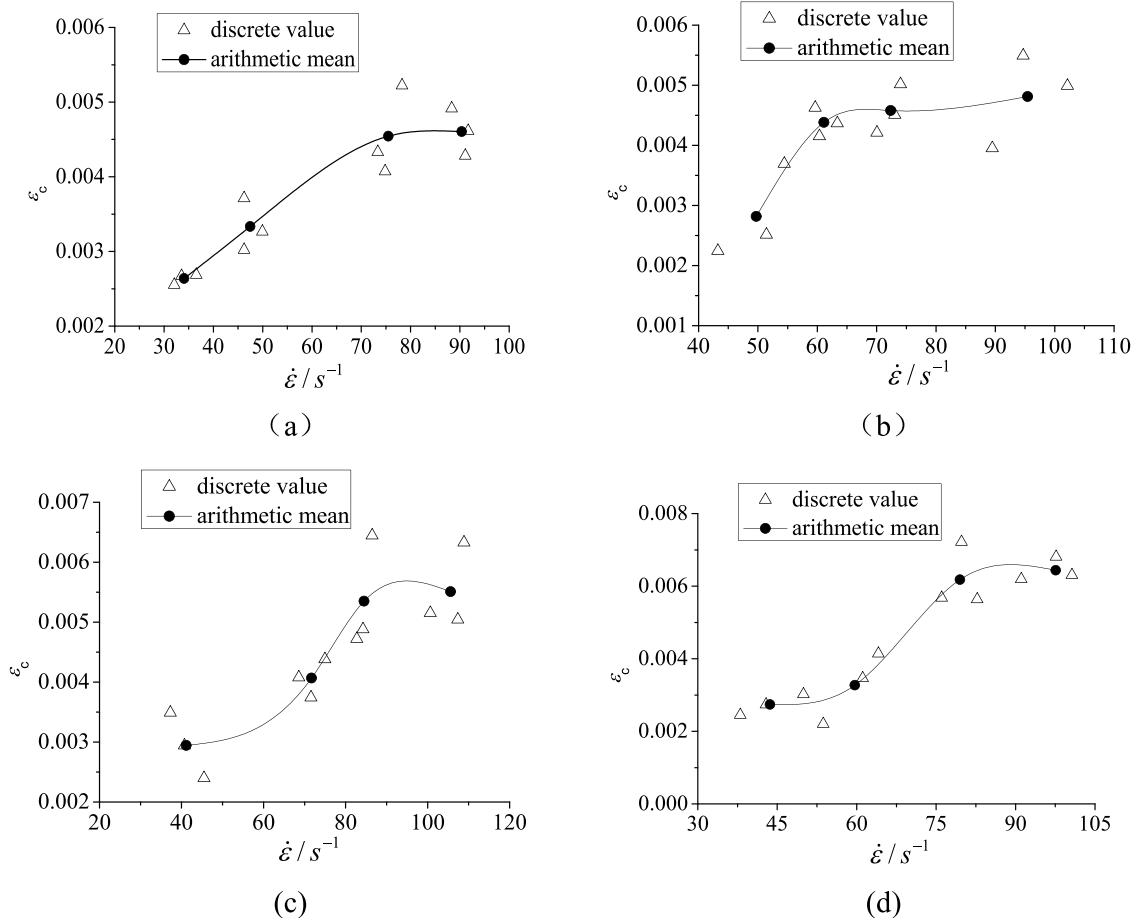 discrete value
arithmetic mean
0.006
0.005
0.004
0.003
0.002
εc
20 30 40 50 60 70 80 90 100
ε̇ / s⁻¹
（a）
discrete value
arithmetic mean
0.006
0.005
0.004
0.003
0.002
0.001
εc
40 50 60 70 80 90 100 110
ε̇ / s⁻¹
（b）
discrete value
arithmetic mean
0.007
0.006
0.005
0.004
0.003
0.002
εc
20 40 60 80 100 120
ε̇ / s⁻¹
(c)
discrete value
arithmetic mean
0.008
0.006
0.004
0.002
0.000
εc
30 45 60 75 90 105
ε̇ / s⁻¹
(d)